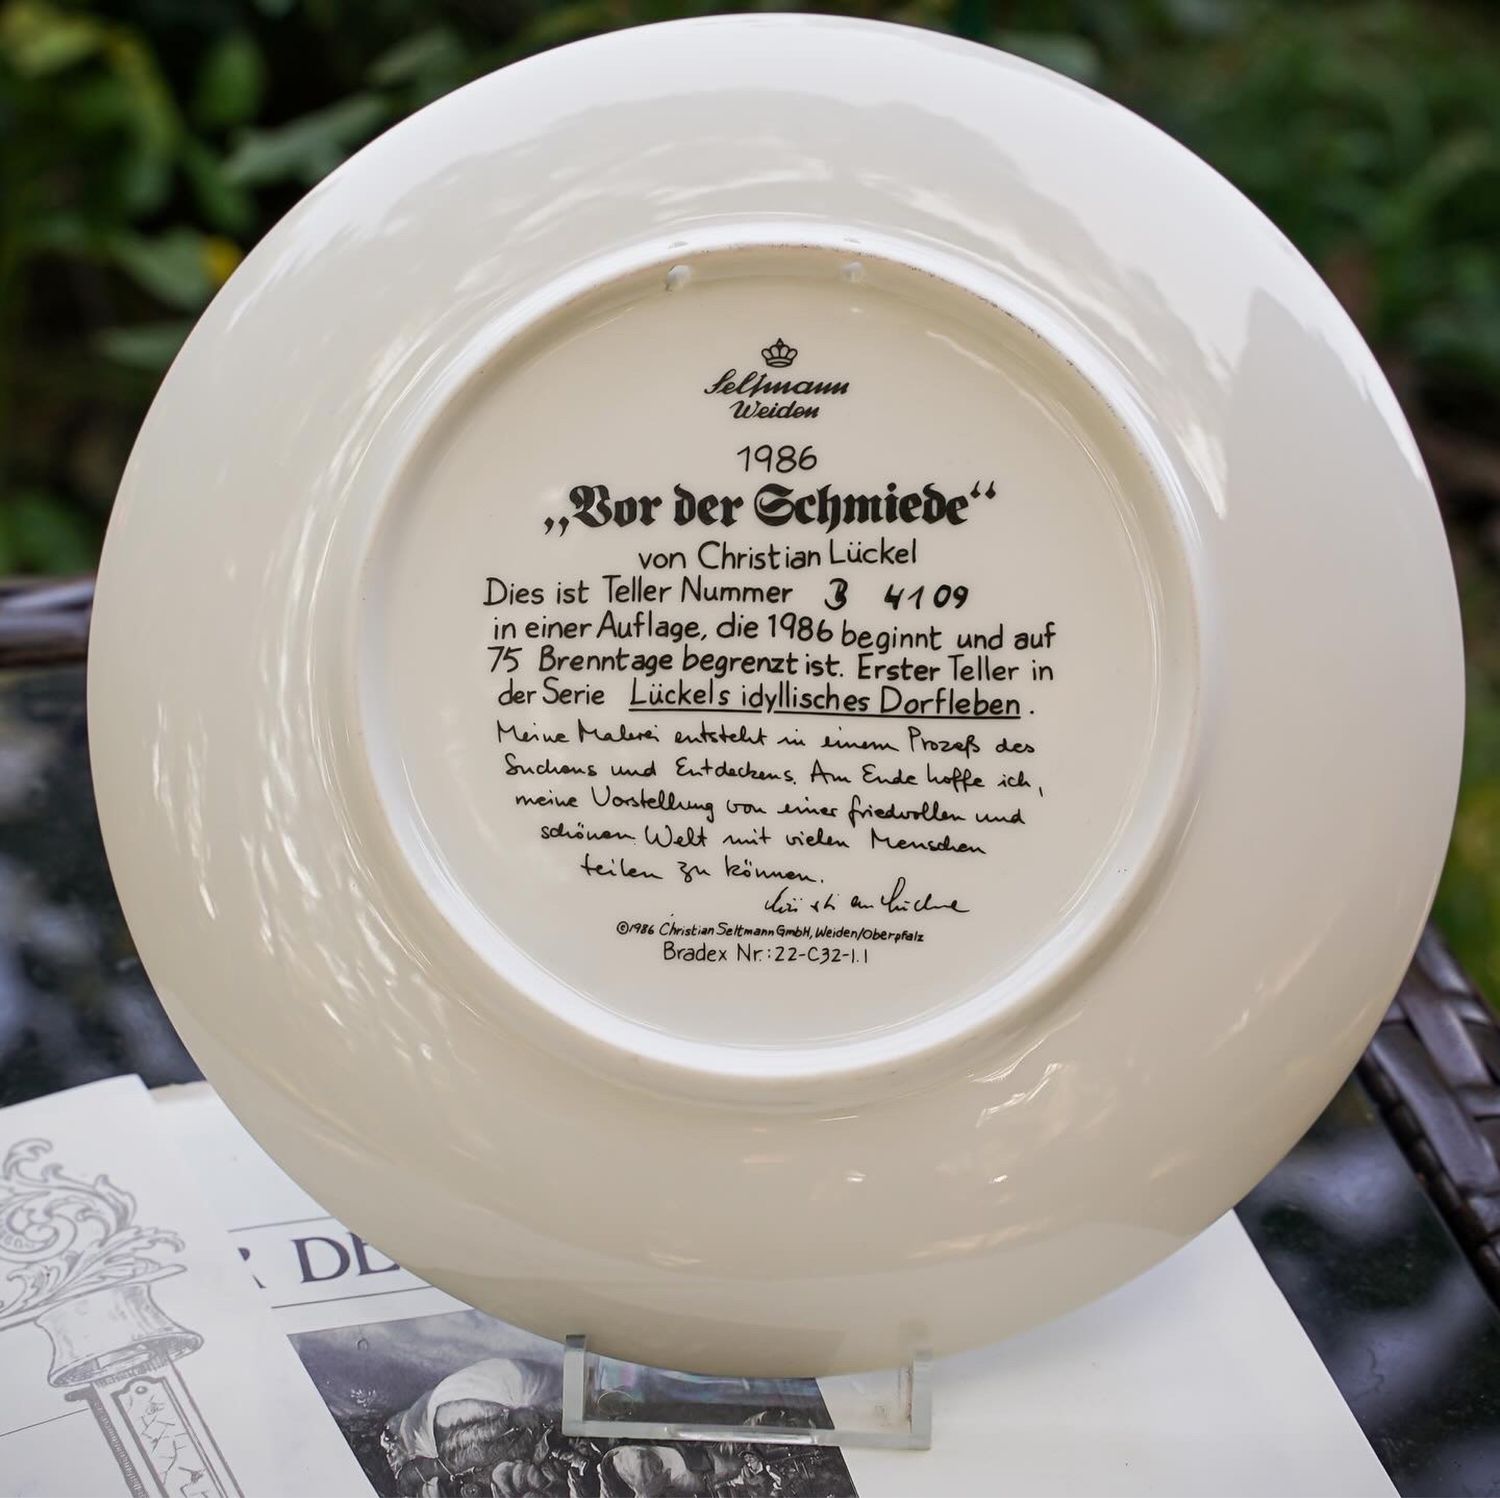 Seltmann
Weiden
1986
„Vor der Schmiede“
von Christian Lückel
Dies ist Teller Nummer B 4109
in einer Auflage, die 1986 beginnt und auf
75 Brenntage begrenzt ist. Erster Teller in
der Serie Lückels idyllisches Dorfleben.
Meine Malerei entsteht in einem Prozeß des
Suchens und Entdeckens. Am Ende hoffe ich,
meine Vorstellung von einer friedvollen und
schönen Welt mit vielen Menschen
teilen zu können.
Christian Lückel
©1986 Christian Seltmann GmbH, Weiden/Oberpfalz
Bradex Nr.: 22-C32-1.1